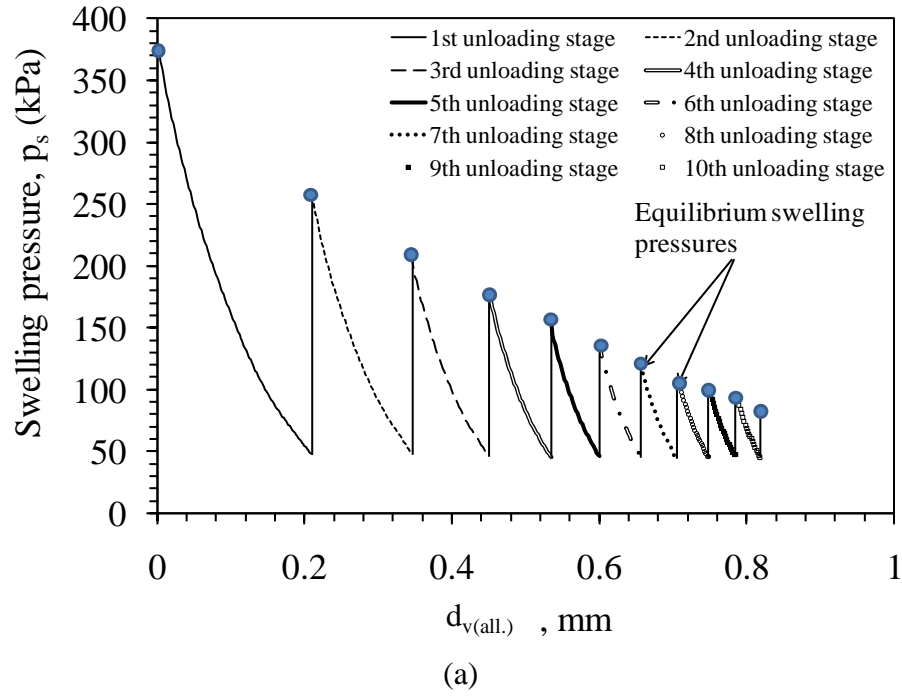 400
350
300
250
200
150
100
50
0
Swelling pressure, p_s (kPa)
1st unloading stage
2nd unloading stage
3rd unloading stage
4th unloading stage
5th unloading stage
6th unloading stage
7th unloading stage
8th unloading stage
9th unloading stage
10th unloading stage
Equilibrium swelling
pressures
0 0.2 0.4 0.6 0.8 1
d_v(all.) , mm
(a)